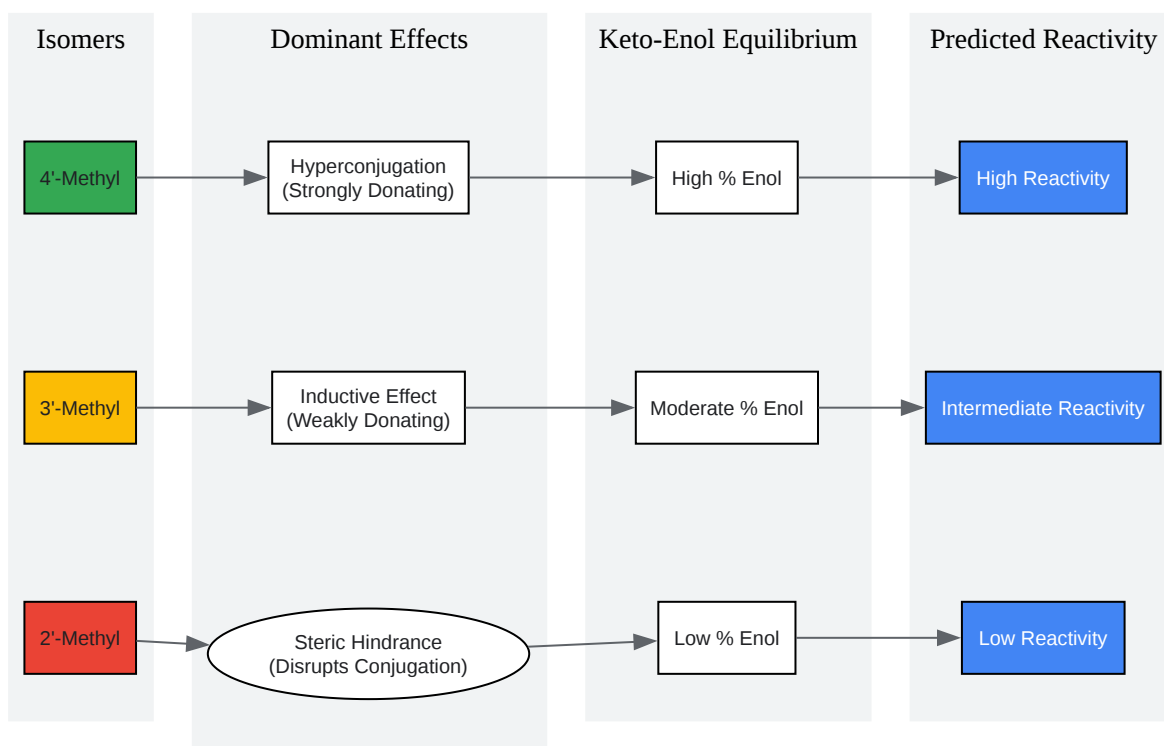 Isomers
Dominant Effects
Keto-Enol Equilibrium
Predicted Reactivity
4'-Methyl
Hyperconjugation
(Strongly Donating)
High % Enol
High Reactivity
3'-Methyl
Inductive Effect
(Weakly Donating)
Moderate % Enol
Intermediate Reactivity
2'-Methyl
Steric Hindrance
(Disrupts Conjugation)
Low % Enol
Low Reactivity